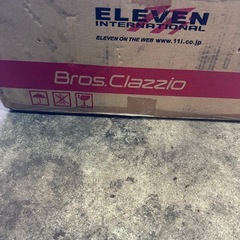 ELEVEN
INTERNATIONAL
ELEVEN ON THE WEB www.11i.co.jp
Bros.Clazzio